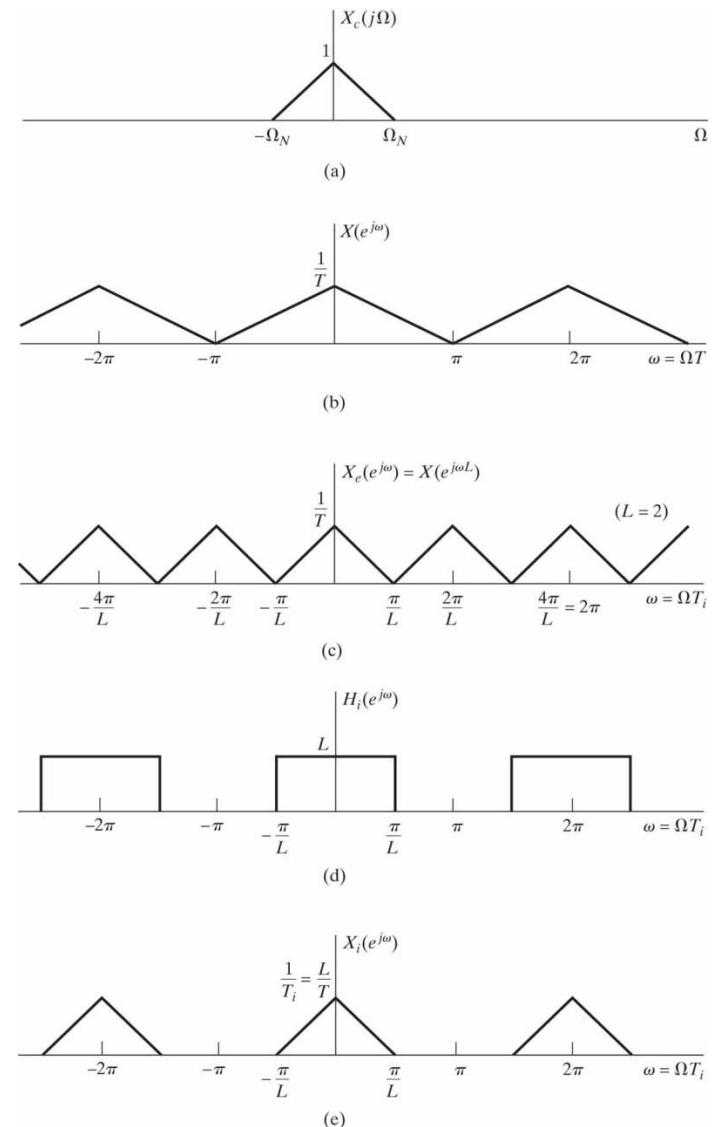 X_c(jΩ)
1
−Ω_N Ω_N Ω
(a)
X(e^{jω})
1/T
−2π −π π 2π ω = ΩT
(b)
X_e(e^{jω}) = X(e^{jωL})
1/T (L = 2)
−4π/L −2π/L −π/L π/L 2π/L 4π/L = 2π ω = ΩT_i
(c)
H_i(e^{jω})
L
−2π −π −π/L π/L π 2π ω = ΩT_i
(d)
X_i(e^{jω})
1/T_i = L/T
−2π −π −π/L π/L π 2π ω = ΩT_i
(e)